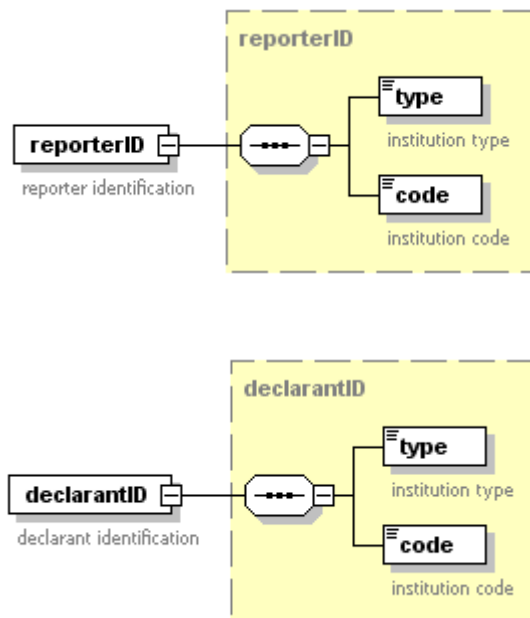 reporterID
type
institution type
reporterID
reporter identification
code
institution code
declarantID
type
institution type
declarantID
declarant identification
code
institution code